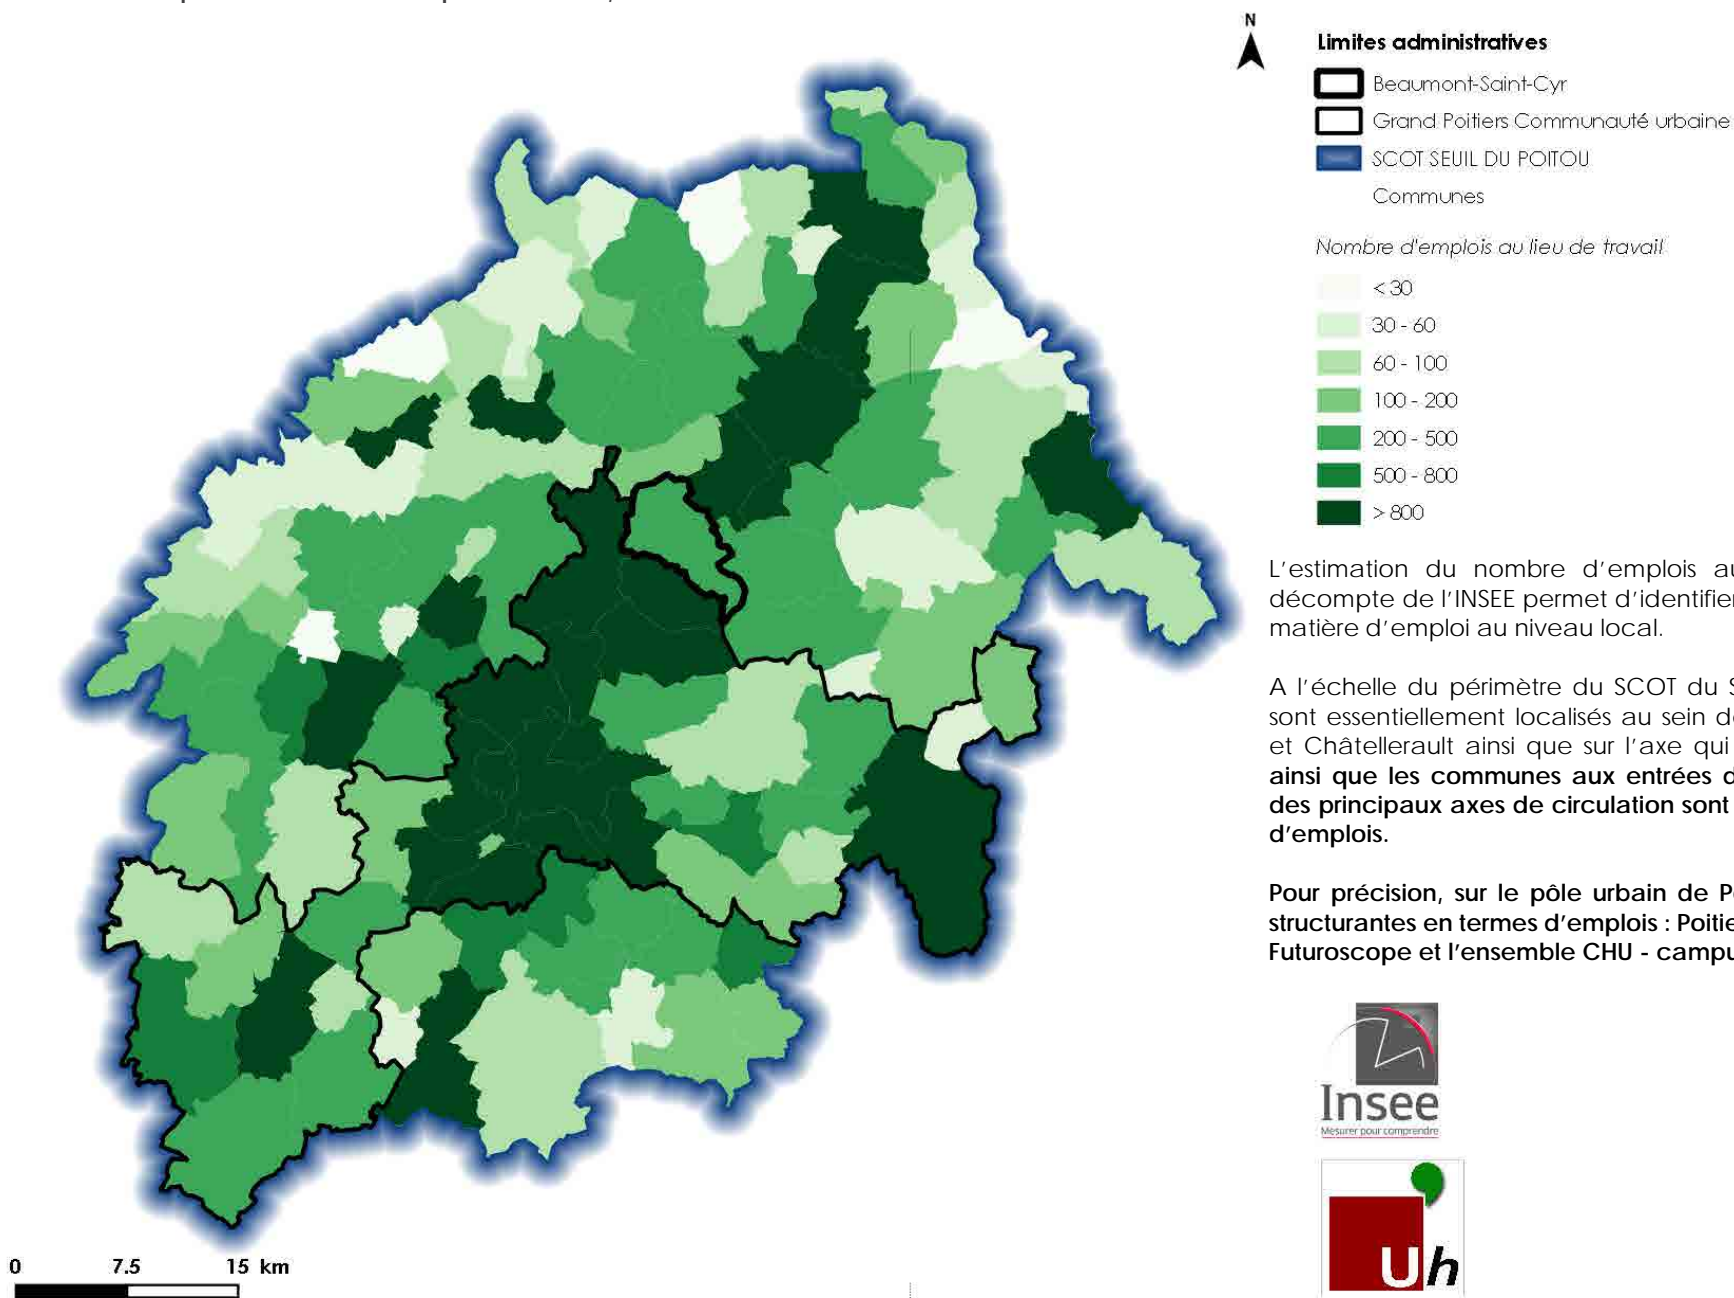 N
Limites administratives
Beaumont-Saint-Cyr
Grand Poitiers Communauté urbaine
SCOT SEUIL DU POITOU
Communes
Nombre d'emplois au lieu de travail
< 30
30 - 60
60 - 100
100 - 200
200 - 500
500 - 800
> 800
L'estimation du nombre d'emplois au
décompte de l'INSEE permet d'identifier
matière d'emploi au niveau local.
A l'échelle du périmètre du SCOT du S
sont essentiellement localisés au sein de
et Châtellerault ainsi que sur l'axe qui
ainsi que les communes aux entrées d
des principaux axes de circulation sont
d'emplois.
Pour précision, sur le pôle urbain de Po
structurantes en termes d'emplois : Poitie
Futuroscope et l'ensemble CHU - campu
Insee
Mesurer pour comprendre
Uh
0 7.5 15 km